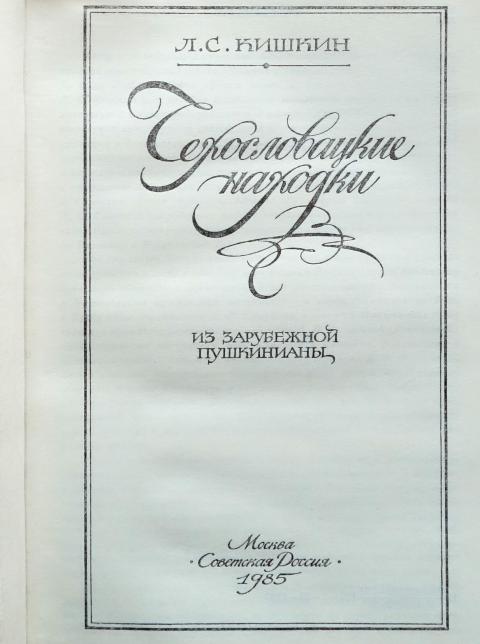 Л.С. КИШКИН
Чехословацкие
находки
ИЗ ЗАРУБЕЖНОЙ
ПУШКИНИАНЫ
Москва
· Советская Россия ·
1985